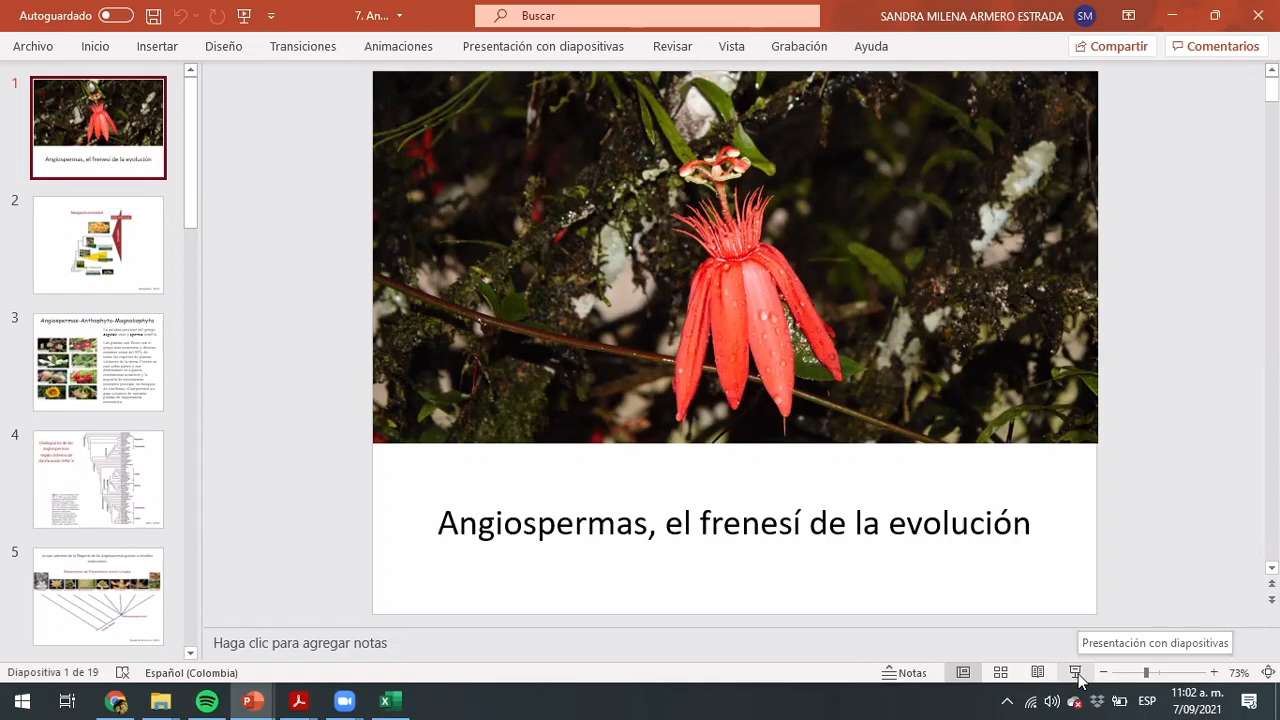 Autoguardado
7. An...
Buscar
SANDRA MILENA ARMERO ESTRADA
SM
Archivo Inicio Insertar Diseño Transiciones Animaciones Presentación con diapositivas Revisar Vista Grabación Ayuda
Compartir
Comentarios
1
Angiospermas, el frenesí de la evolución
2
3
Angiospermas-Anthophyta-Magnoliophyta
4
5
Angiospermas, el frenesí de la evolución
Haga clic para agregar notas
Presentación con diapositivas
Diapositiva 1 de 19
Español (Colombia)
Notas
73%
ESP
11:02 a. m.
7/09/2021